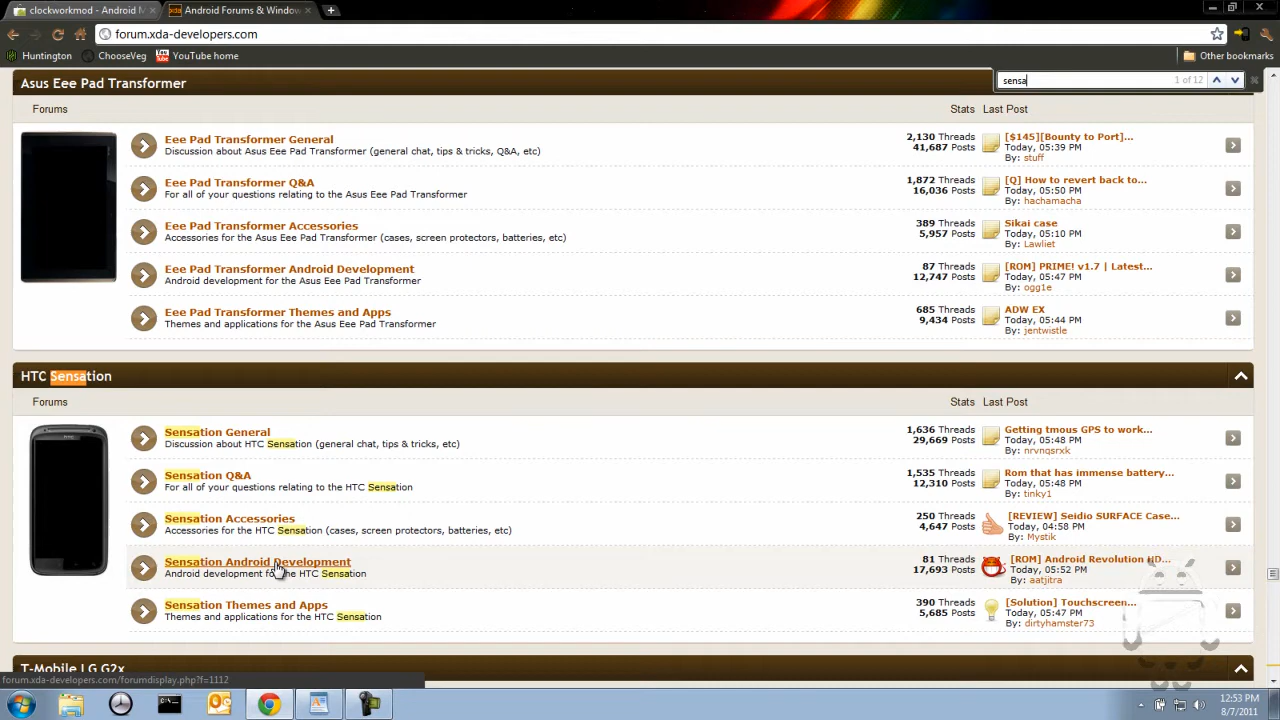 clockworkmod - Android M
Android Forums & Window
forum.xda-developers.com
Huntington
ChooseVeg
YouTube home
Other bookmarks
sensa
1 of 12
Asus Eee Pad Transformer
Forums
Stats
Last Post
Eee Pad Transformer General
Discussion about Asus Eee Pad Transformer (general chat, tips & tricks, Q&A, etc)
2,130 Threads
41,687 Posts
[$145][Bounty to Port]...
Today, 05:39 PM
By: stuff
Eee Pad Transformer Q&A
For all of your questions relating to the Asus Eee Pad Transformer
1,872 Threads
16,036 Posts
[Q] How to revert back to...
Today, 05:50 PM
By: hachamacha
Eee Pad Transformer Accessories
Accessories for the Asus Eee Pad Transformer (cases, screen protectors, batteries, etc)
389 Threads
5,957 Posts
Sikai case
Today, 05:10 PM
By: Lawliet
Eee Pad Transformer Android Development
Android development for the Asus Eee Pad Transformer
87 Threads
12,747 Posts
[ROM] PRIME! v1.7 | Latest...
Today, 05:47 PM
By: ogg1e
Eee Pad Transformer Themes and Apps
Themes and applications for the Asus Eee Pad Transformer
685 Threads
9,434 Posts
ADW EX
Today, 05:44 PM
By: jentwistle
HTC Sensation
Forums
Stats
Last Post
Sensation General
Discussion about HTC Sensation (general chat, tips & tricks, etc)
1,636 Threads
29,669 Posts
Getting tmous GPS to work...
Today, 05:48 PM
By: nrvnqsrxk
Sensation Q&A
For all of your questions relating to the HTC Sensation
1,535 Threads
12,310 Posts
Rom that has immense battery...
Today, 05:48 PM
By: tinky1
Sensation Accessories
Accessories for the HTC Sensation (cases, screen protectors, batteries, etc)
250 Threads
4,647 Posts
[REVIEW] Seidio SURFACE Case...
Today, 04:58 PM
By: Mystik
Sensation Android Development
Android development for the HTC Sensation
81 Threads
17,693 Posts
[ROM] Android Revolution HD...
Today, 05:52 PM
By: aatjitra
Sensation Themes and Apps
Themes and applications for the HTC Sensation
390 Threads
5,685 Posts
[Solution] Touchscreen...
Today, 05:47 PM
By: dirtyhamster73
T-Mobile LG G2x
forum.xda-developers.com/forumdisplay.php?f=1112
12:53 PM
8/7/2011